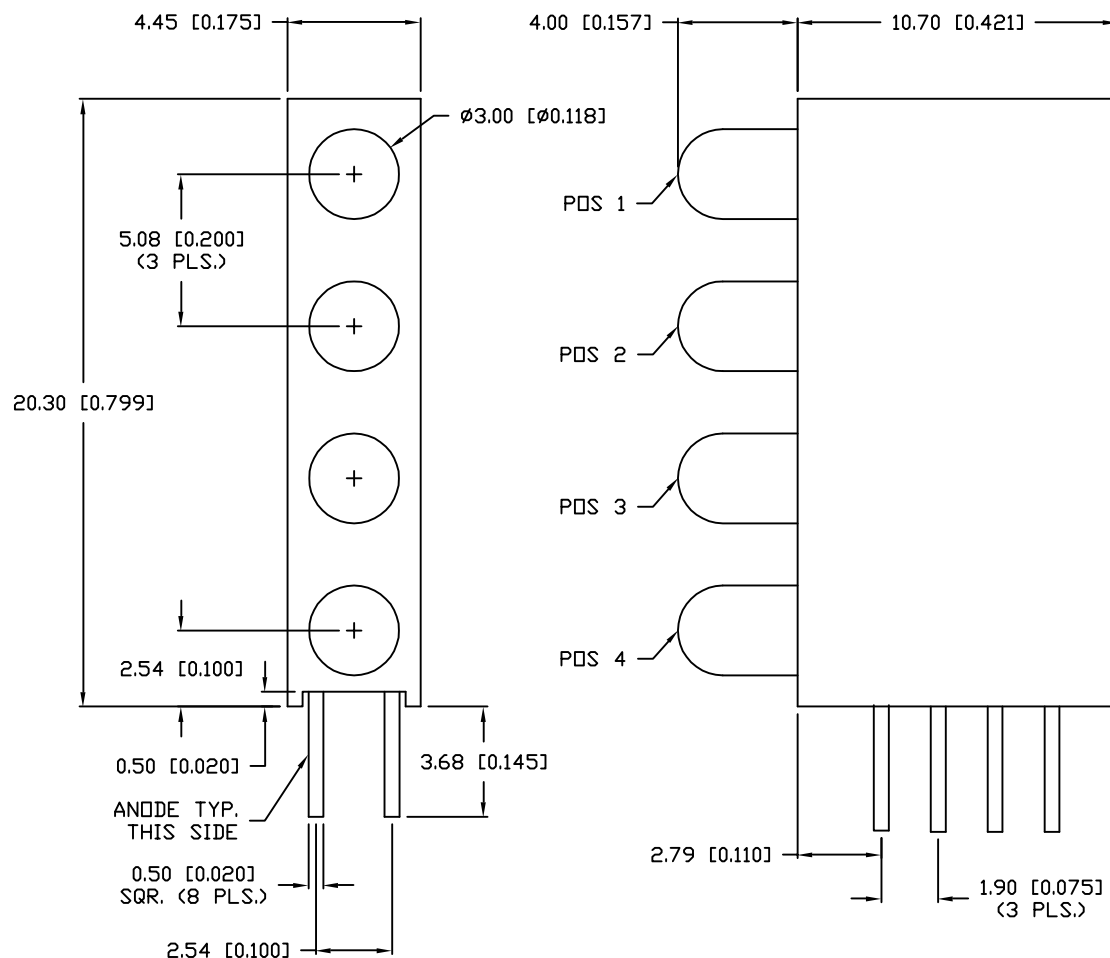 4.45 [0.175]
4.00 [0.157]
10.70 [0.421]
Ø3.00 [Ø0.118]
POS 1
5.08 [0.200]
(3 PLS.)
POS 2
20.30 [0.799]
POS 3
POS 4
2.54 [0.100]
0.50 [0.020]
3.68 [0.145]
ANODE TYP.
THIS SIDE
2.79 [0.110]
0.50 [0.020]
SQR. (8 PLS.)
1.90 [0.075]
(3 PLS.)
2.54 [0.100]